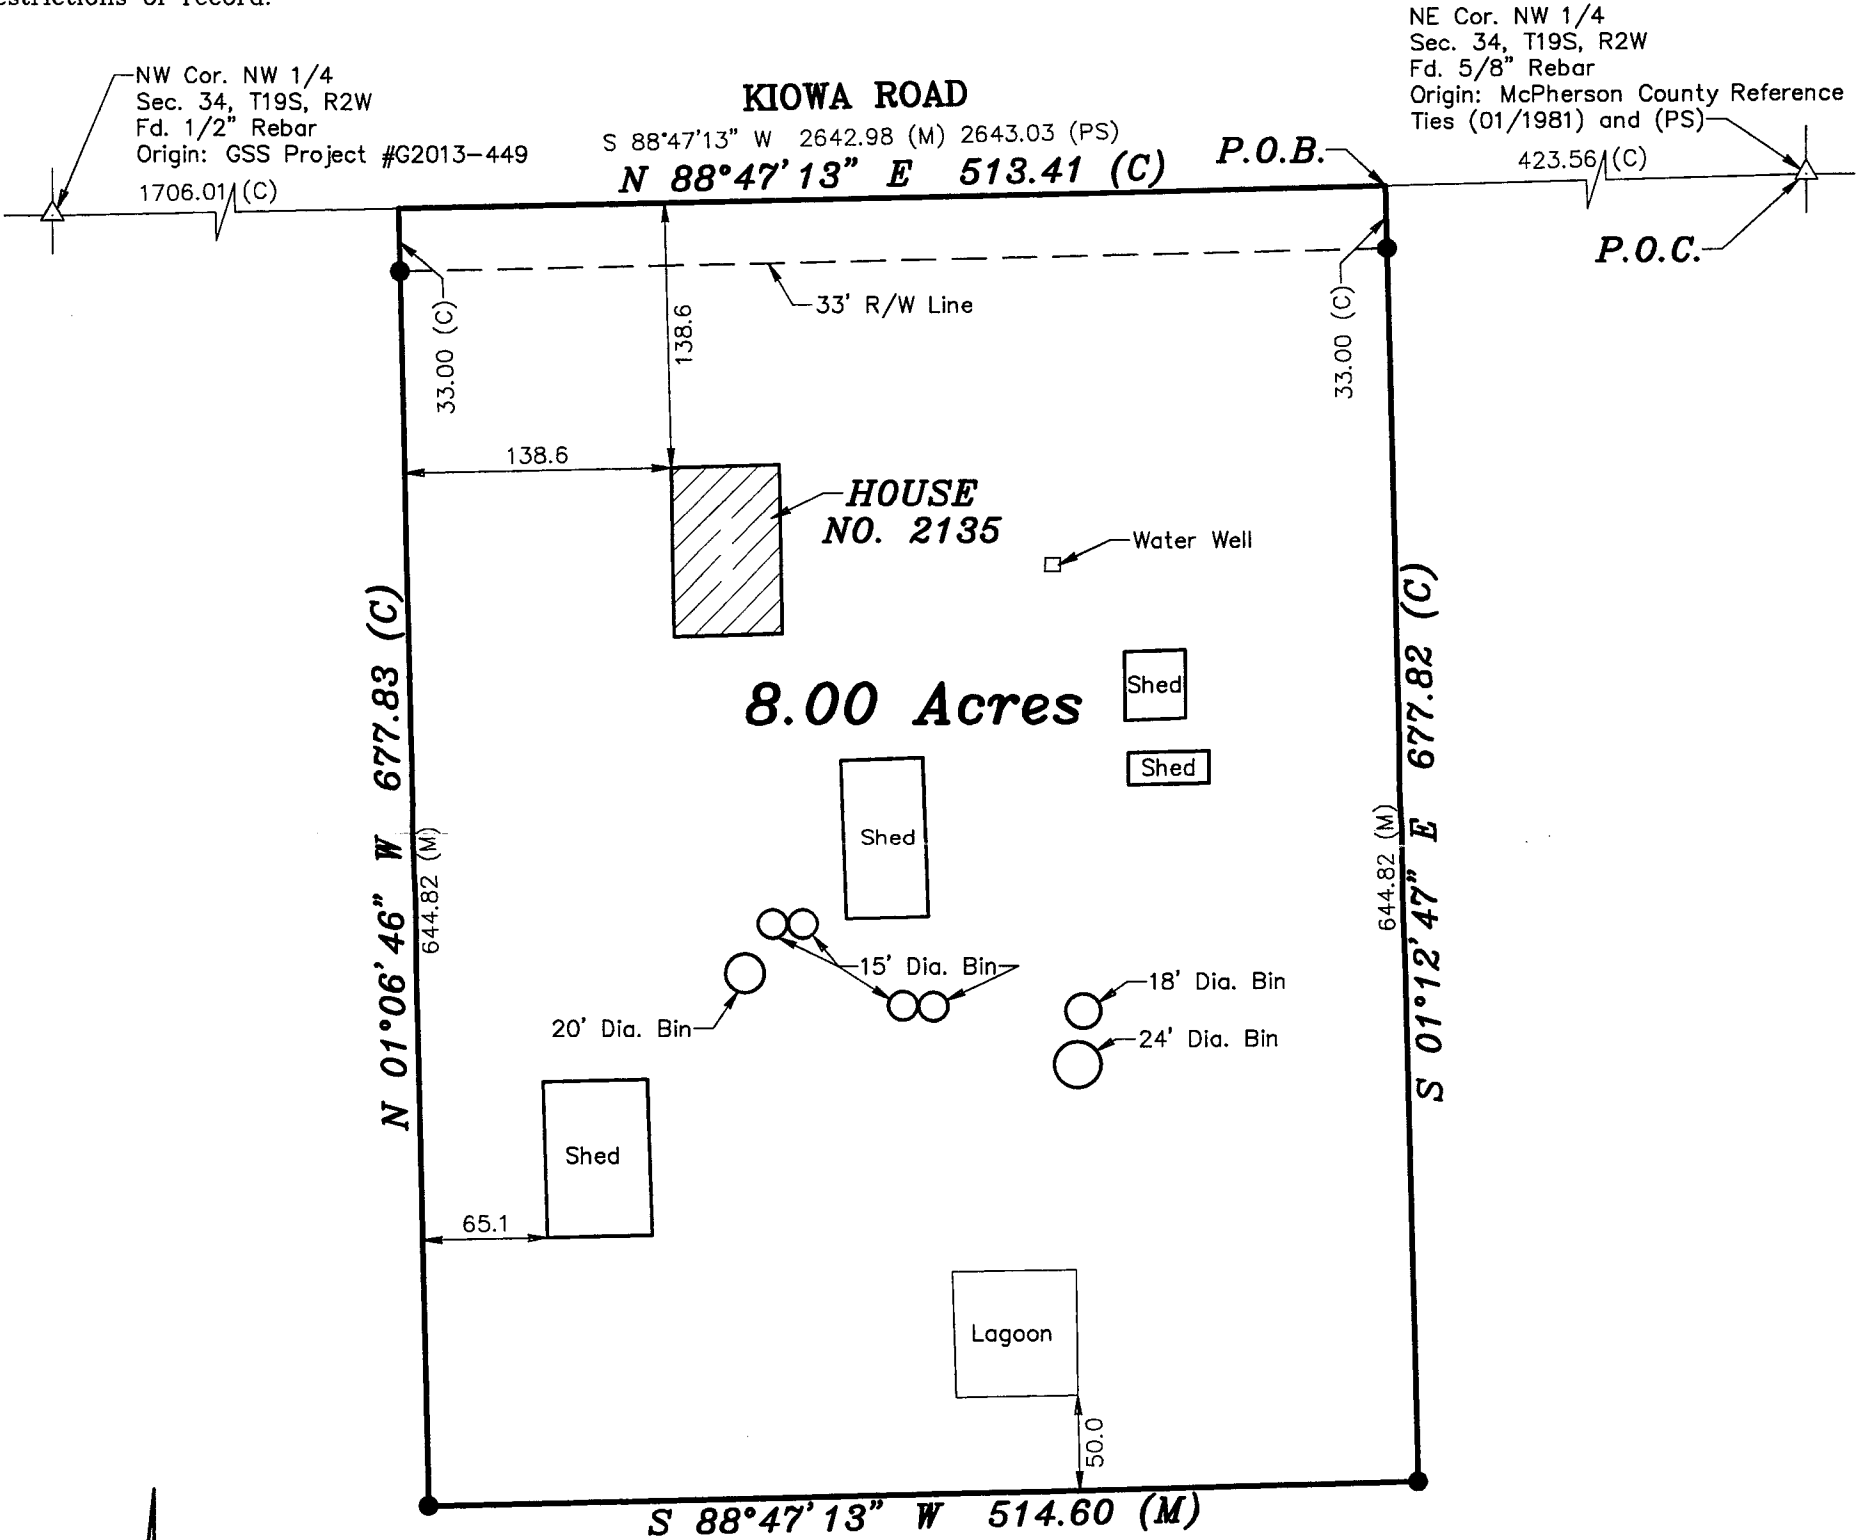 estrictions of record.
NW Cor. NW 1/4
Sec. 34, T19S, R2W
Fd. 1/2" Rebar
Origin: GSS Project #G2013-449
1706.01 (C)
KIOWA ROAD
S 88°47'13" W 2642.98 (M) 2643.03 (PS)
N 88°47'13" E 513.41 (C)
P.O.B.
NE Cor. NW 1/4
Sec. 34, T19S, R2W
Fd. 5/8" Rebar
Origin: McPherson County Reference
Ties (01/1981) and (PS)
423.56 (C)
P.O.C.
33' R/W Line
33.00 (C)
138.6
33.00 (C)
138.6
HOUSE
NO. 2135
Water Well
8.00 Acres
Shed
Shed
Shed
N 01°06'46" W 677.83 (C)
644.82 (M)
644.82 (M)
S 01°12'47" E 677.82 (C)
15' Dia. Bin
18' Dia. Bin
20' Dia. Bin
24' Dia. Bin
Shed
65.1
Lagoon
50.0
S 88°47'13" W 514.60 (M)